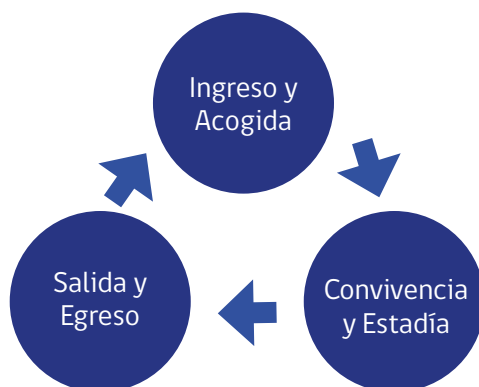 Ingreso y
Acogida
Convivencia
y Estadía
Salida y
Egreso